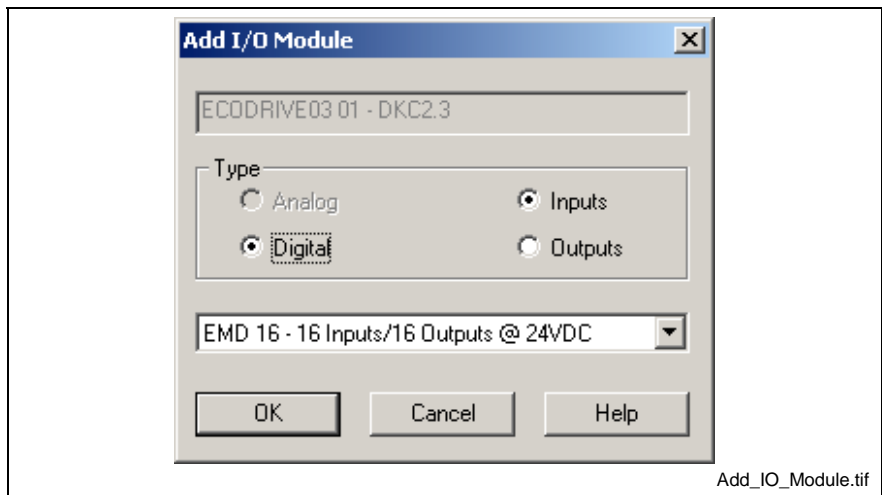 Add I/O Module
ECODRIVE03 01 - DKC2.3
Type
Analog
Inputs
Digital
Outputs
EMD 16 - 16 Inputs/16 Outputs @ 24VDC
OK Cancel Help
Add_IO_Module.tif